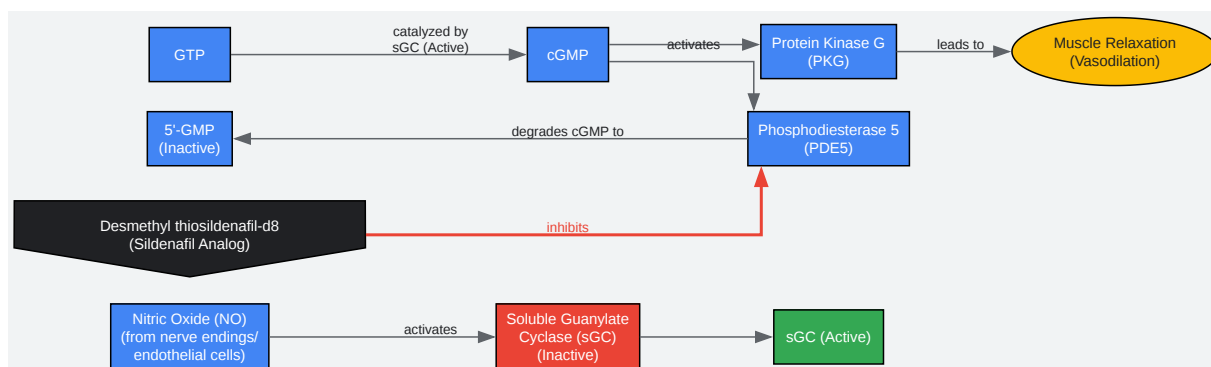 GTP
catalyzed by
sGC (Active)
cGMP
activates
Protein Kinase G
(PKG)
leads to
Muscle Relaxation
(Vasodilation)
5'-GMP
(Inactive)
degrades cGMP to
Phosphodiesterase 5
(PDE5)
Desmethyl thiosildenafil-d8
(Sildenafil Analog)
inhibits
Nitric Oxide (NO)
(from nerve endings/
endothelial cells)
activates
Soluble Guanylate
Cyclase (sGC)
(Inactive)
sGC (Active)